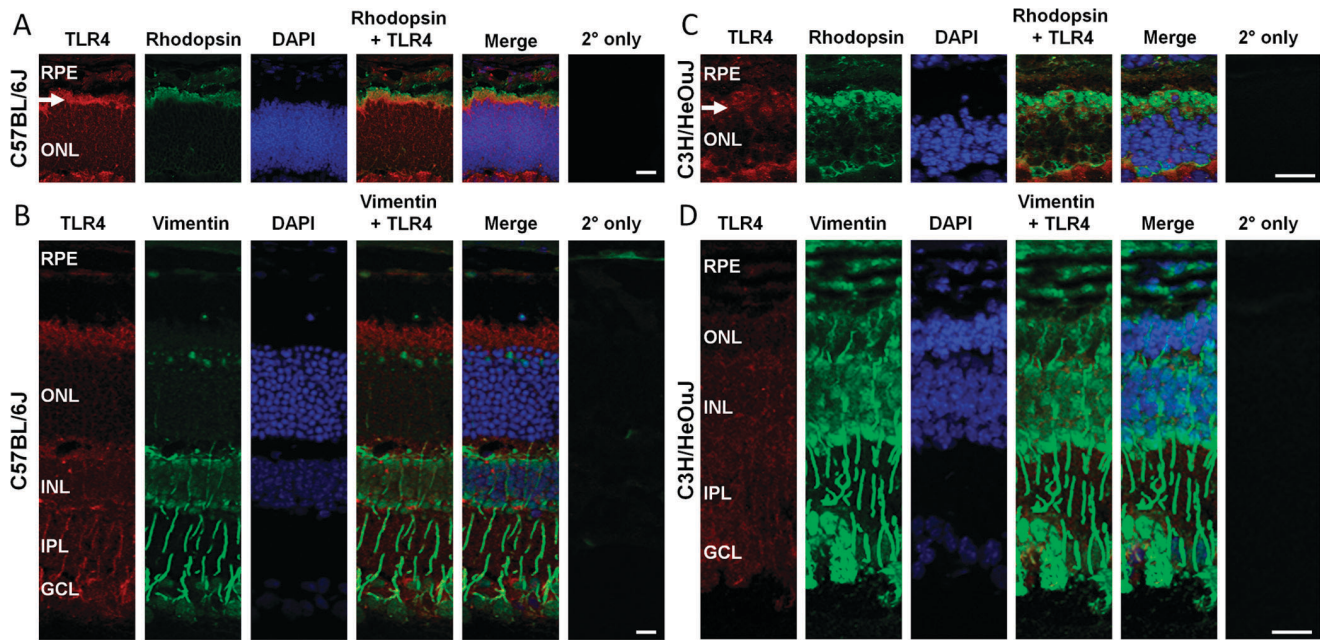 A
TLR4
Rhodopsin
DAPI
Rhodopsin
+ TLR4
Merge
2° only
C57BL/6J
RPE
ONL
C
TLR4
Rhodopsin
DAPI
Rhodopsin
+ TLR4
Merge
2° only
C3H/HeOuJ
RPE
ONL
B
TLR4
Vimentin
DAPI
Vimentin
+ TLR4
Merge
2° only
C57BL/6J
RPE
ONL
INL
IPL
GCL
D
TLR4
Vimentin
DAPI
Vimentin
+ TLR4
Merge
2° only
C3H/HeOuJ
RPE
ONL
INL
IPL
GCL